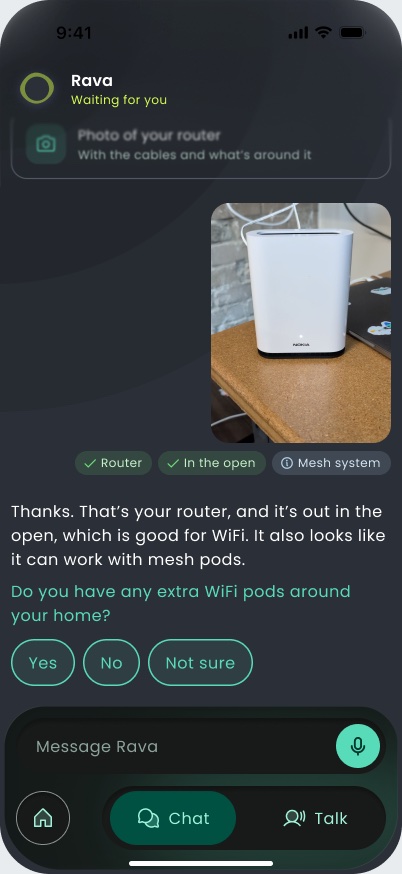 9:41
Rava
Waiting for you
Photo of your router
With the cables and what's around it
NOKIA
Router
In the open
Mesh system
Thanks. That's your router, and it's out in the
open, which is good for WiFi. It also looks like
it can work with mesh pods.
Do you have any extra WiFi pods around
your home?
Yes
No
Not sure
Message Rava
Chat
Talk